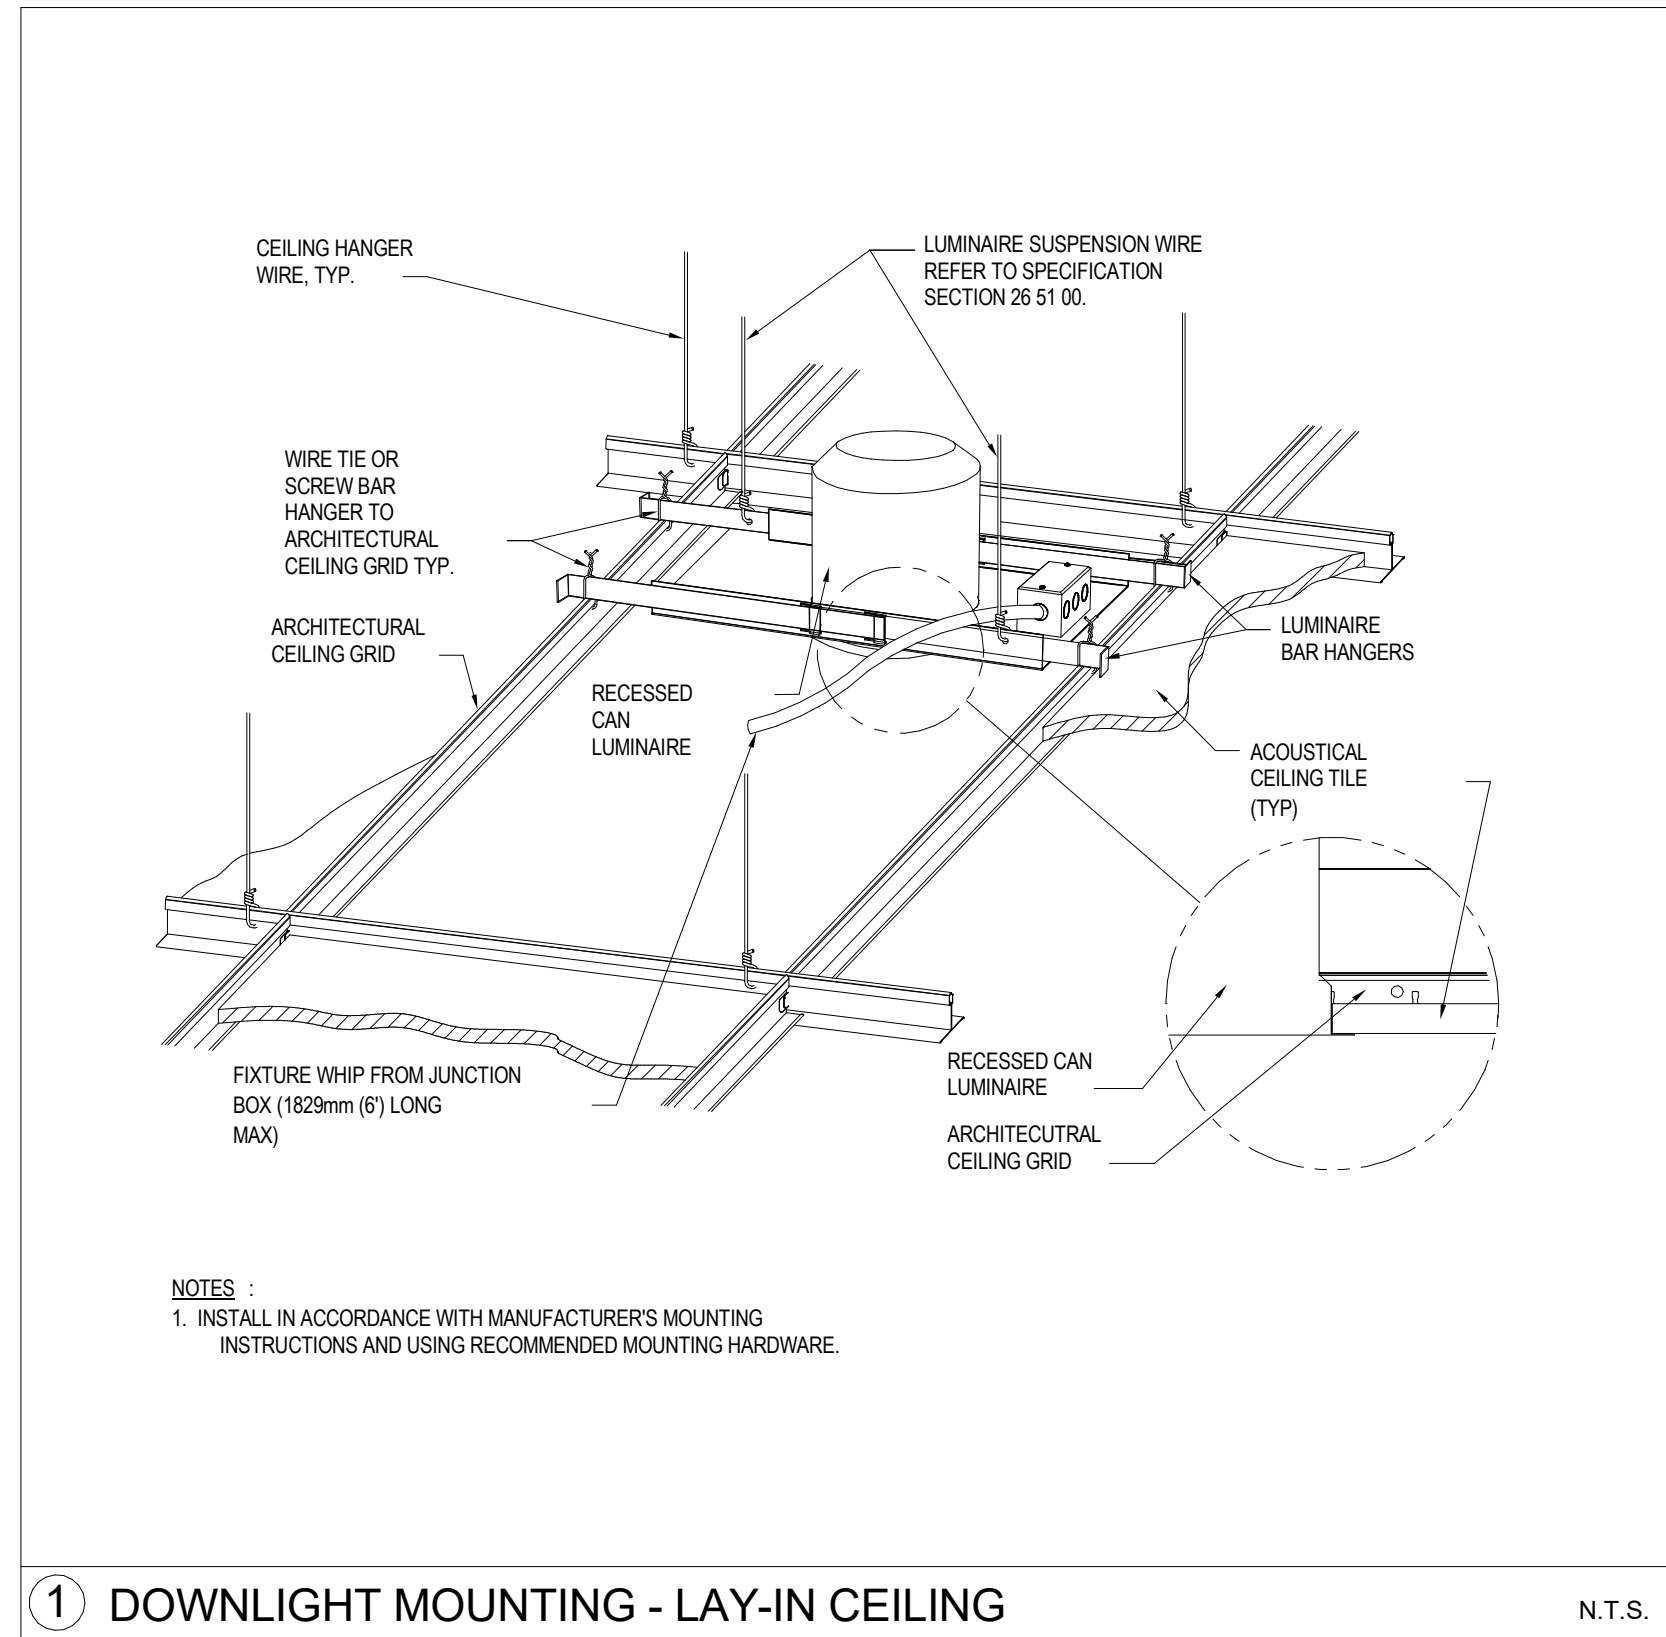 CEILING HANGER
WIRE, TYP.
LUMINAIRE SUSPENSION WIRE
REFER TO SPECIFICATION
SECTION 26 51 00.
WIRE TIE OR
SCREW BAR
HANGER TO
ARCHITECTURAL
CEILING GRID TYP.
ARCHITECTURAL
CEILING GRID
LUMINAIRE
BAR HANGERS
RECESSED
CAN
LUMINAIRE
ACOUSTICAL
CEILING TILE
(TYP)
FIXTURE WHIP FROM JUNCTION
BOX (1829mm (6') LONG
MAX)
RECESSED CAN
LUMINAIRE
ARCHITECUTRAL
CEILING GRID
NOTES :
1. INSTALL IN ACCORDANCE WITH MANUFACTURER'S MOUNTING
INSTRUCTIONS AND USING RECOMMENDED MOUNTING HARDWARE.
1 DOWNLIGHT MOUNTING - LAY-IN CEILING
N.T.S.